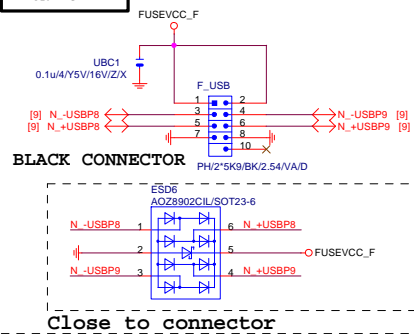 FUSEVCC_F
UBC1
0.1u/4/Y5V/16V/Z/X
F_USB
1 2
[9] N_-USBP8 3 4 N_-USBP9 [9]
[9] N_+USBP8 5 6 N_+USBP9 [9]
7 8
10
BLACK CONNECTOR
PH/2*5K9/BK/2.54/VA/D
ESD6
AOZ8902CIL/SOT23-6
N_-USBP8 1 6 N_+USBP8
2 5 FUSEVCC_F
N_-USBP9 3 4 N_+USBP9
Close to connector